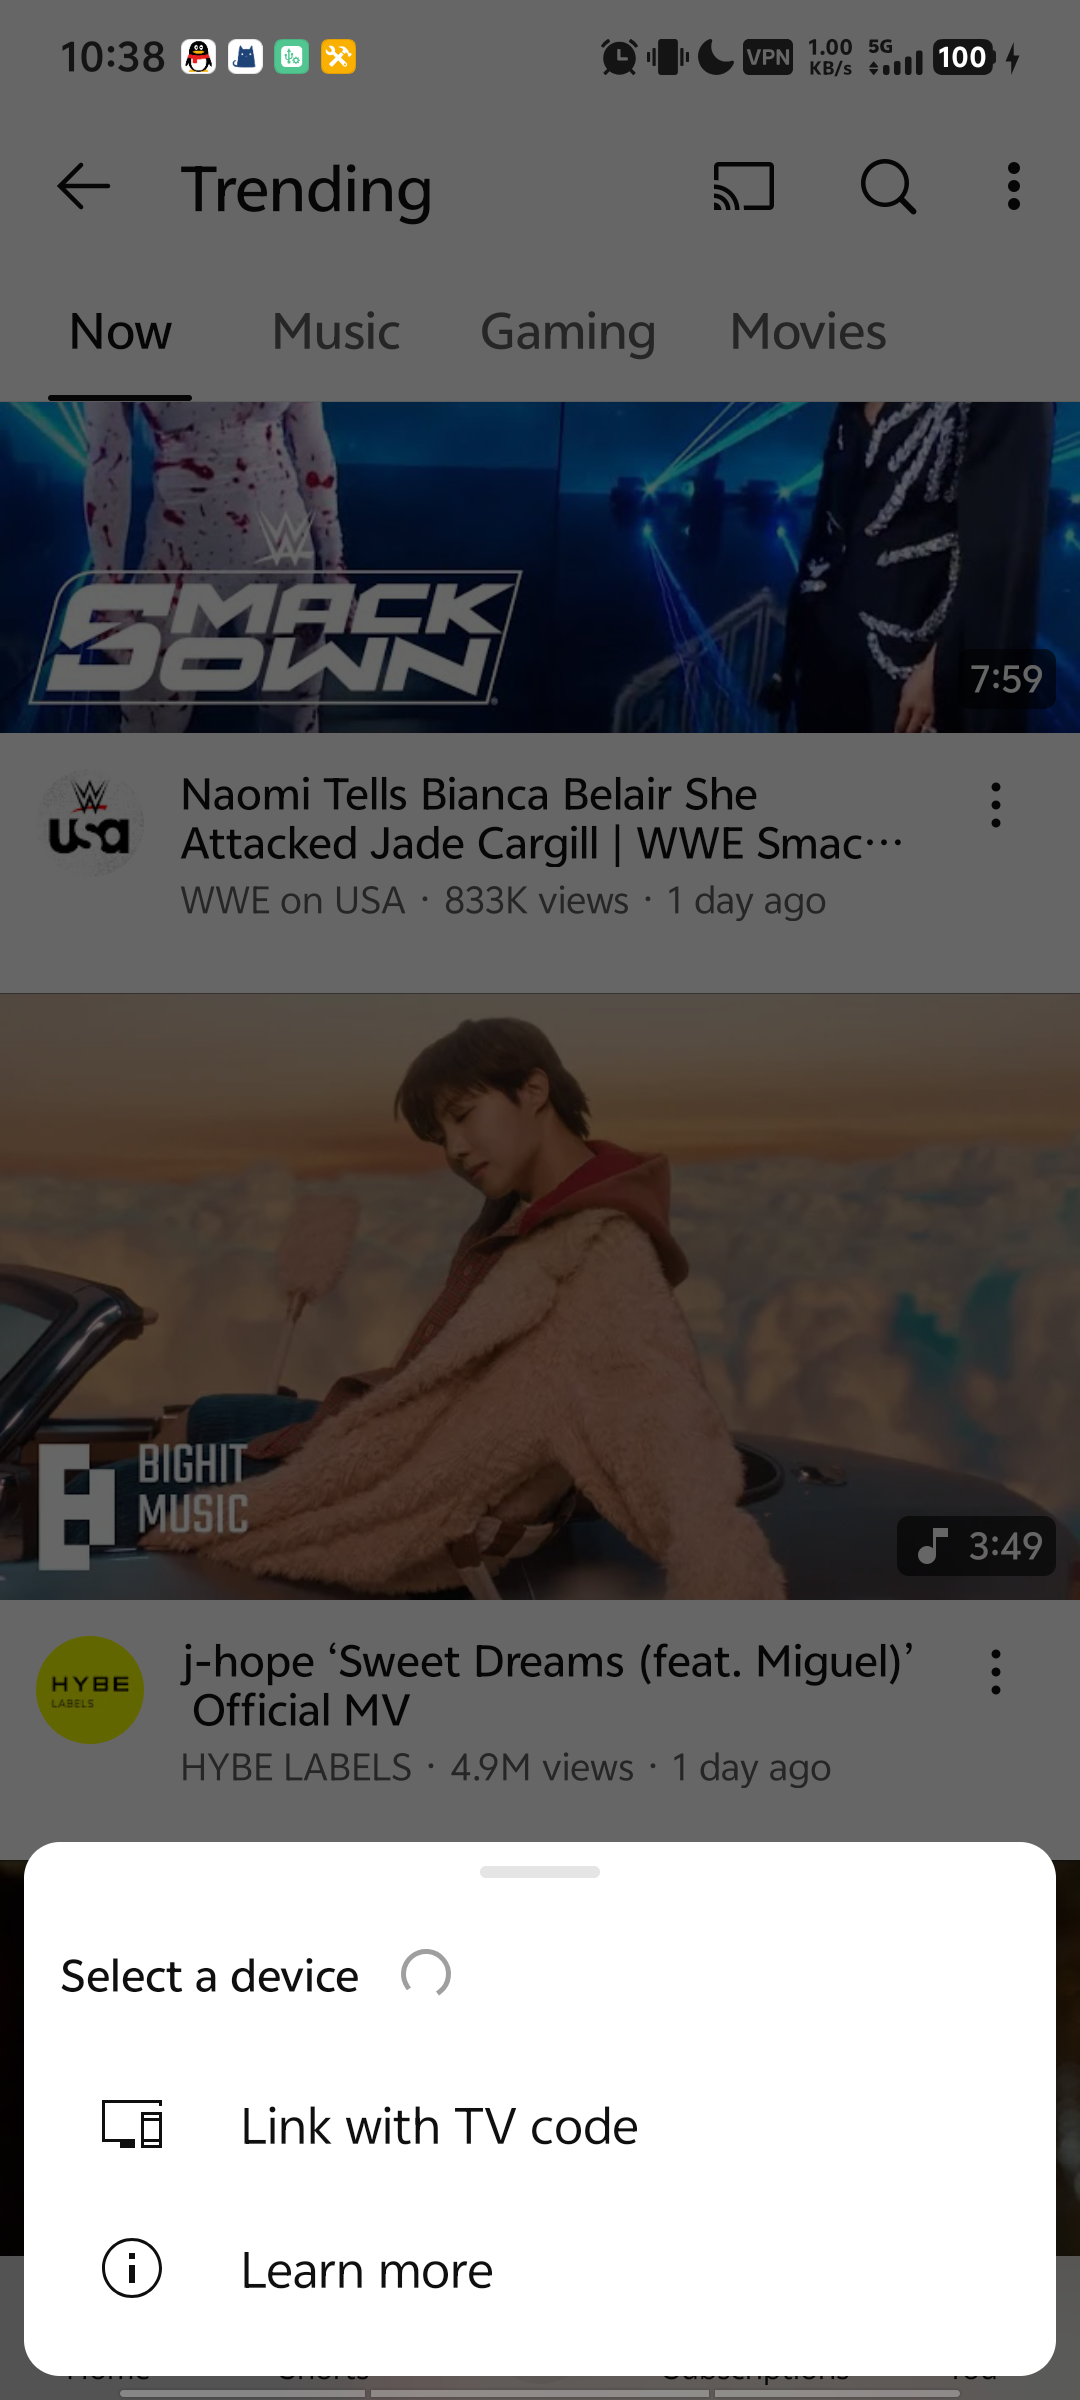 10:38
VPN
1.00
KB/s
5G
100
Trending
Now
Music
Gaming
Movies
SMACK
DOWN
7:59
usa
Naomi Tells Bianca Belair She
Attacked Jade Cargill | WWE Smac...
WWE on USA · 833K views · 1 day ago
BIGHIT
MUSIC
3:49
HYBE
LABELS
j-hope ‘Sweet Dreams (feat. Miguel)’
Official MV
HYBE LABELS · 4.9M views · 1 day ago
Select a device
Link with TV code
Learn more